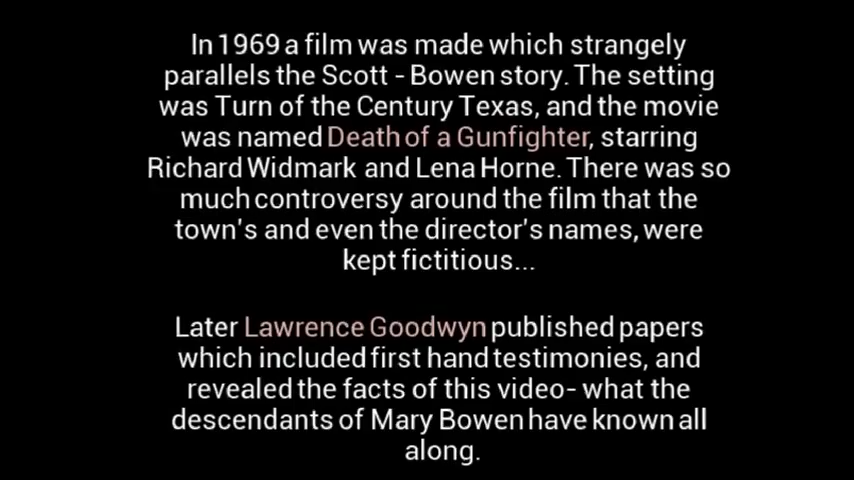 In 1969 a film was made which strangely
parallels the Scott - Bowen story. The setting
was Turn of the Century Texas, and the movie
was named Death of a Gunfighter, starring
Richard Widmark and Lena Horne. There was so
much controversy around the film that the
town's and even the director's names, were
kept fictitious...
Later Lawrence Goodwyn published papers
which included first hand testimonies, and
revealed the facts of this video- what the
descendants of Mary Bowen have known all
along.